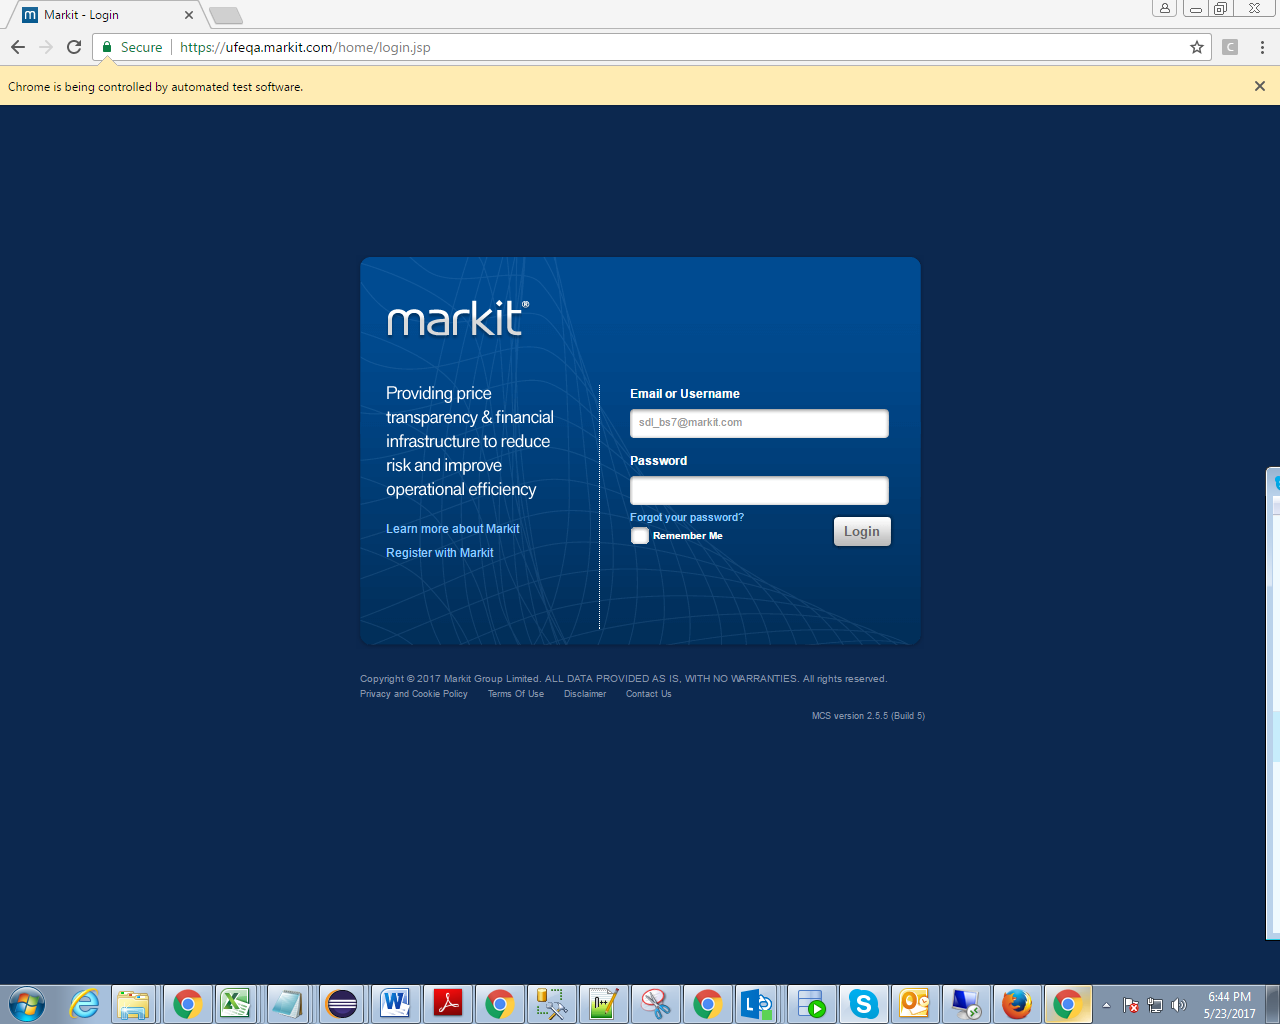 Markit - Login
Secure
https://ufeqa.markit.com/home/login.jsp
Chrome is being controlled by automated test software.
markit®
Providing price
transparency & financial
infrastructure to reduce
risk and improve
operational efficiency
Learn more about Markit
Register with Markit
Email or Username
sdl_bs7@markit.com
Password
Forgot your password?
Remember Me
Login
Copyright © 2017 Markit Group Limited. ALL DATA PROVIDED AS IS, WITH NO WARRANTIES. All rights reserved.
Privacy and Cookie Policy Terms Of Use Disclaimer Contact Us
MCS version 2.5.5 (Build 5)
6:44 PM
5/23/2017